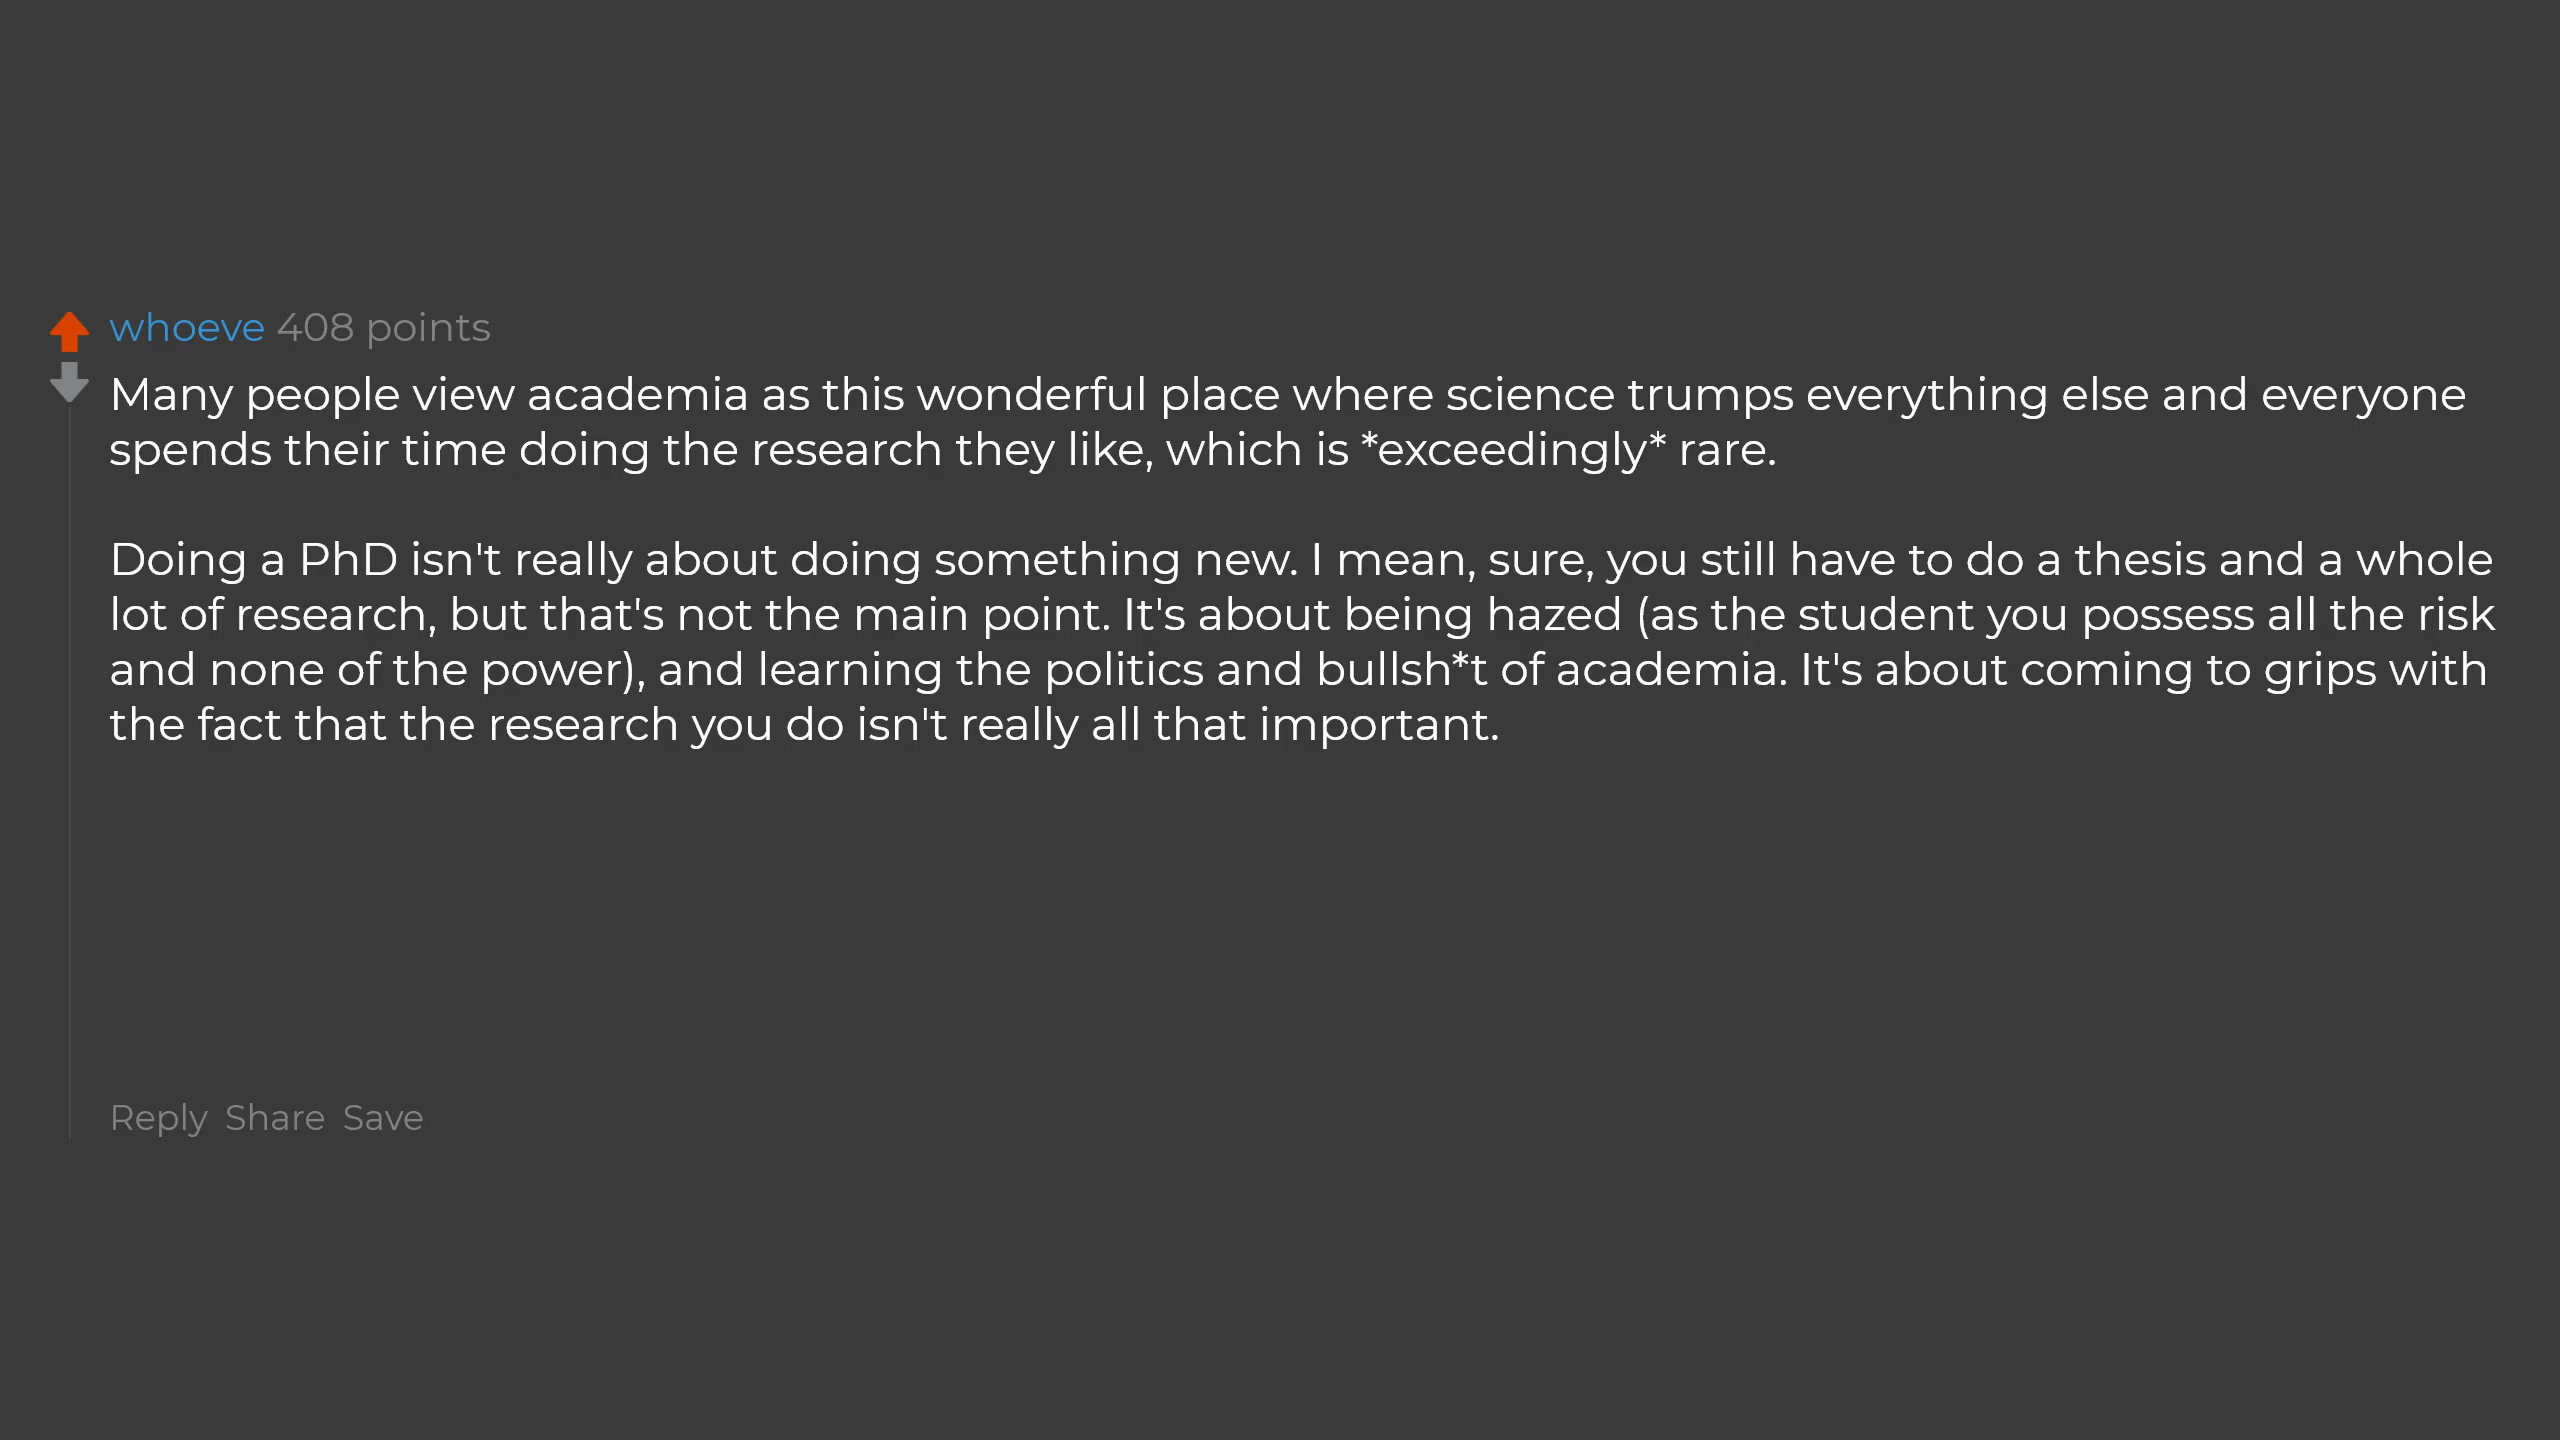 whoeve 408 points
Many people view academia as this wonderful place where science trumps everything else and everyone
spends their time doing the research they like, which is *exceedingly* rare.
Doing a PhD isn't really about doing something new. I mean, sure, you still have to do a thesis and a whole
lot of research, but that's not the main point. It's about being hazed (as the student you possess all the risk
and none of the power), and learning the politics and bullsh*t of academia. It's about coming to grips with
the fact that the research you do isn't really all that important.
Reply Share Save